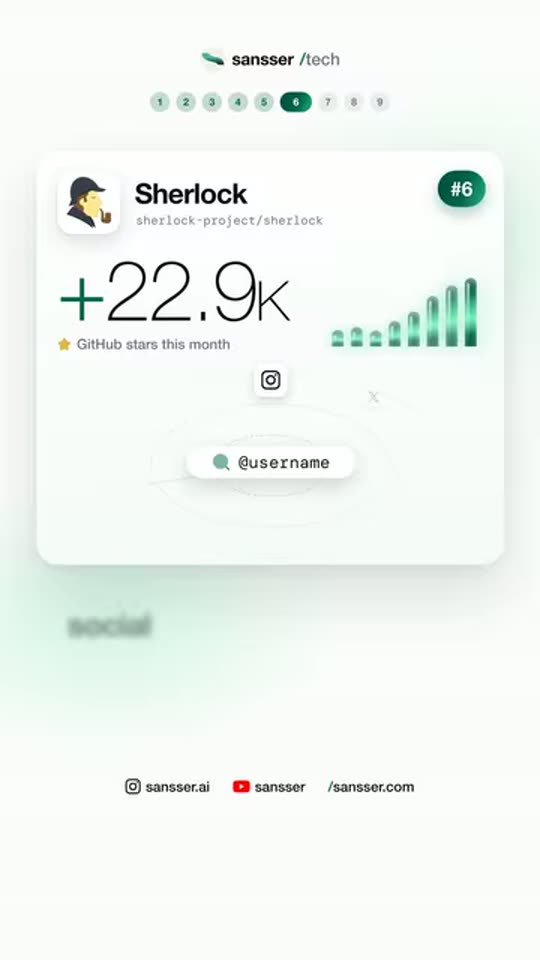 sansser /tech
1 2 3 4 5 6 7 8 9
Sherlock
#6
sherlock-project/sherlock
+22.9K
GitHub stars this month
@username
social
sansser.ai sansser /sansser.com